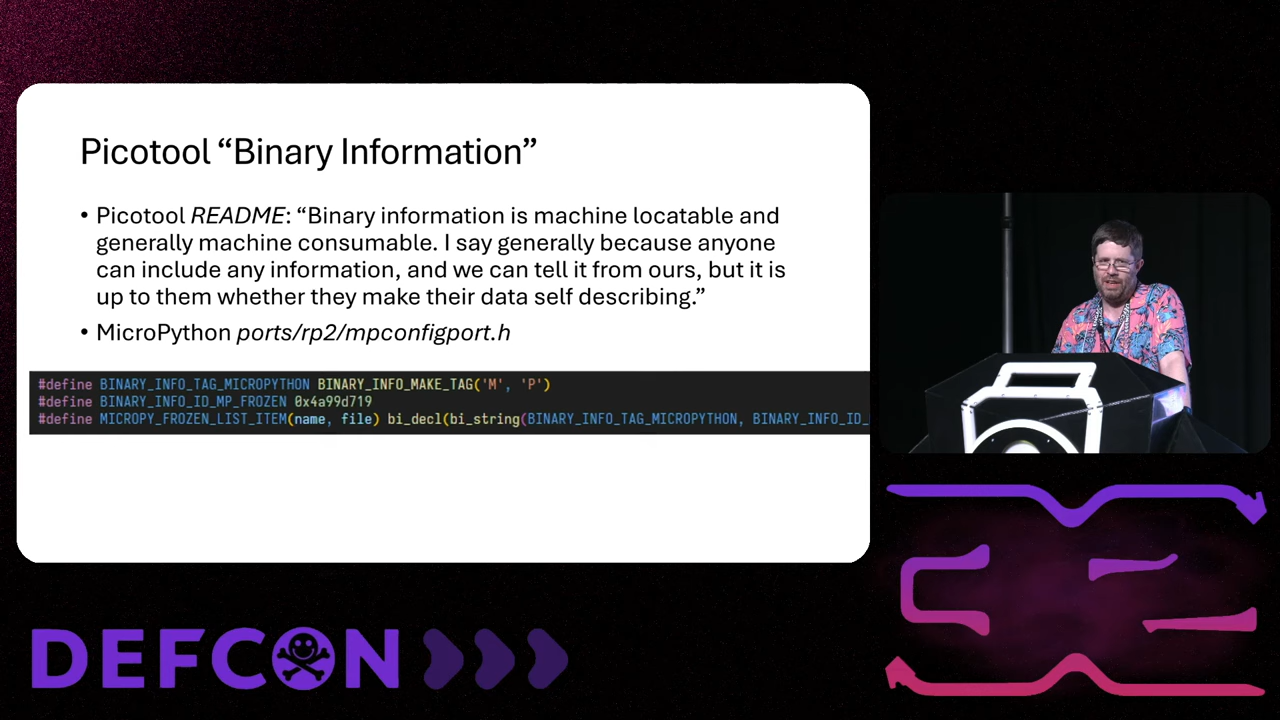 Picotool “Binary Information”
• Picotool README: “Binary information is machine locatable and
generally machine consumable. I say generally because anyone
can include any information, and we can tell it from ours, but it is
up to them whether they make their data self describing.”
• MicroPython ports/rp2/mpconfigport.h
#define BINARY_INFO_TAG_MICROPYTHON BINARY_INFO_MAKE_TAG('M', 'P')
#define BINARY_INFO_ID_MP_FROZEN 0x4a99d719
#define MICROPY_FROZEN_LIST_ITEM(name, file) bi_decl(bi_string(BINARY_INFO_TAG_MICROPYTHON, BINARY_INFO_ID_
DEFCON